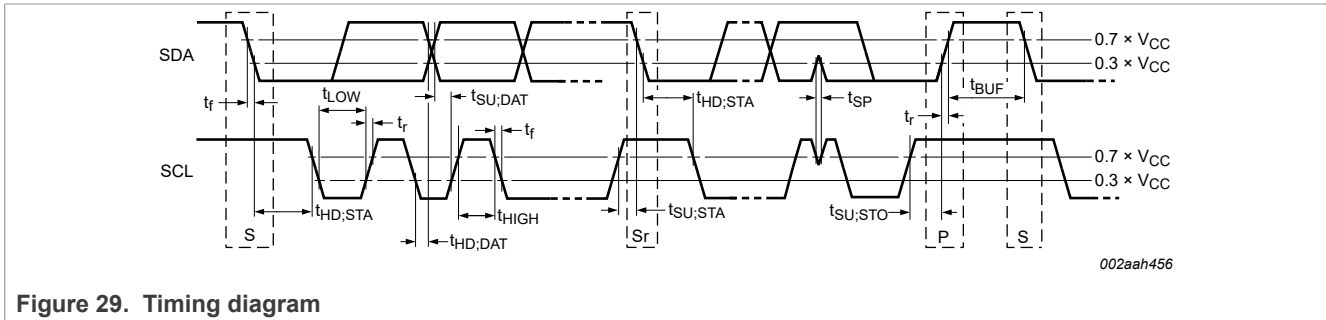 SDA
0.7 × VCC
0.3 × VCC
tf
tLOW
tr
tSU;DAT
tf
tHD;STA
tSP
tr
tBUF
SCL
0.7 × VCC
0.3 × VCC
tHD;STA
tHD;DAT
tHIGH
tSU;STA
tSU;STO
S
Sr
P
S
002aah456
Figure 29. Timing diagram